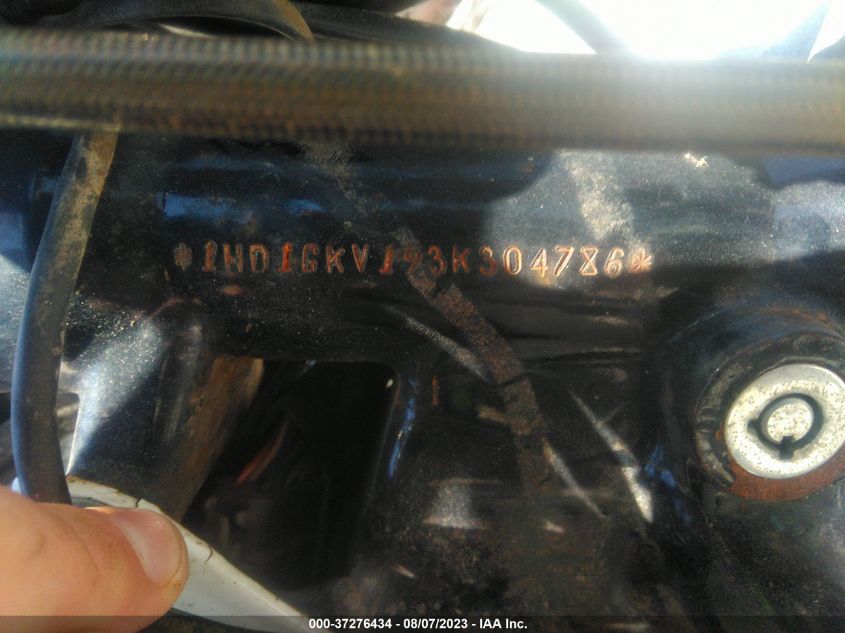 *1HD1GKV193K304786*
000-37276434 - 08/07/2023 - IAA Inc.